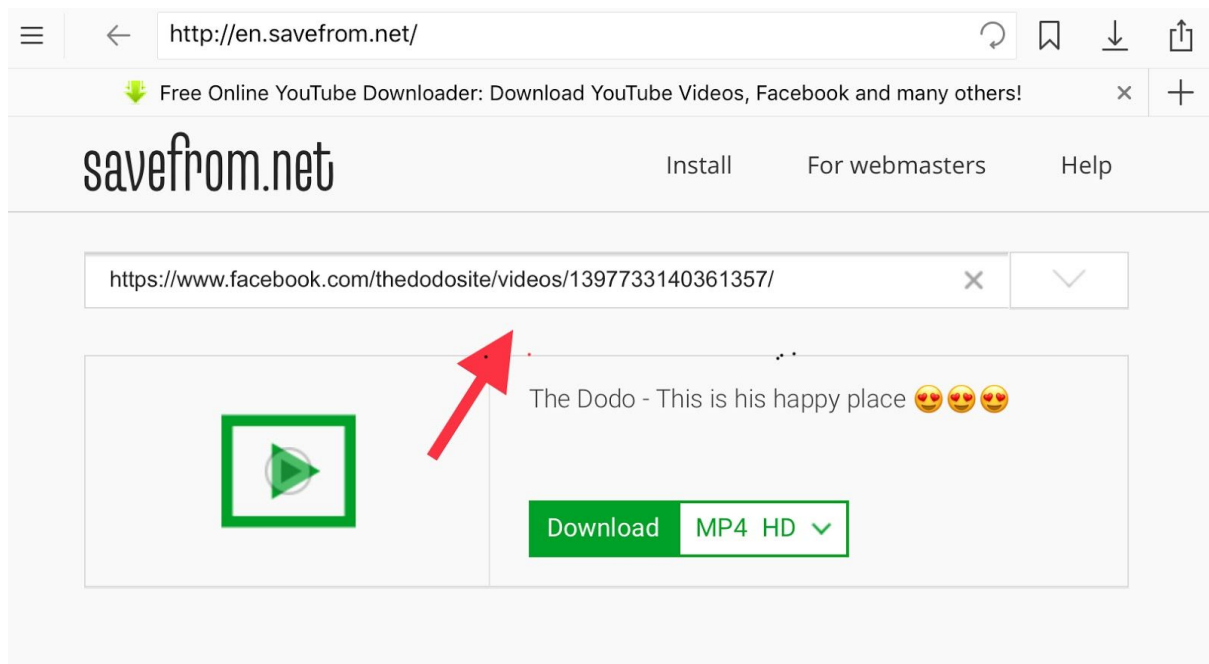 http://en.savefrom.net/
Free Online YouTube Downloader: Download YouTube Videos, Facebook and many others!
savefrom.net
Install For webmasters Help
https://www.facebook.com/thedodosite/videos/1397733140361357/
The Dodo - This is his happy place 😍😍😍
Download MP4 HD